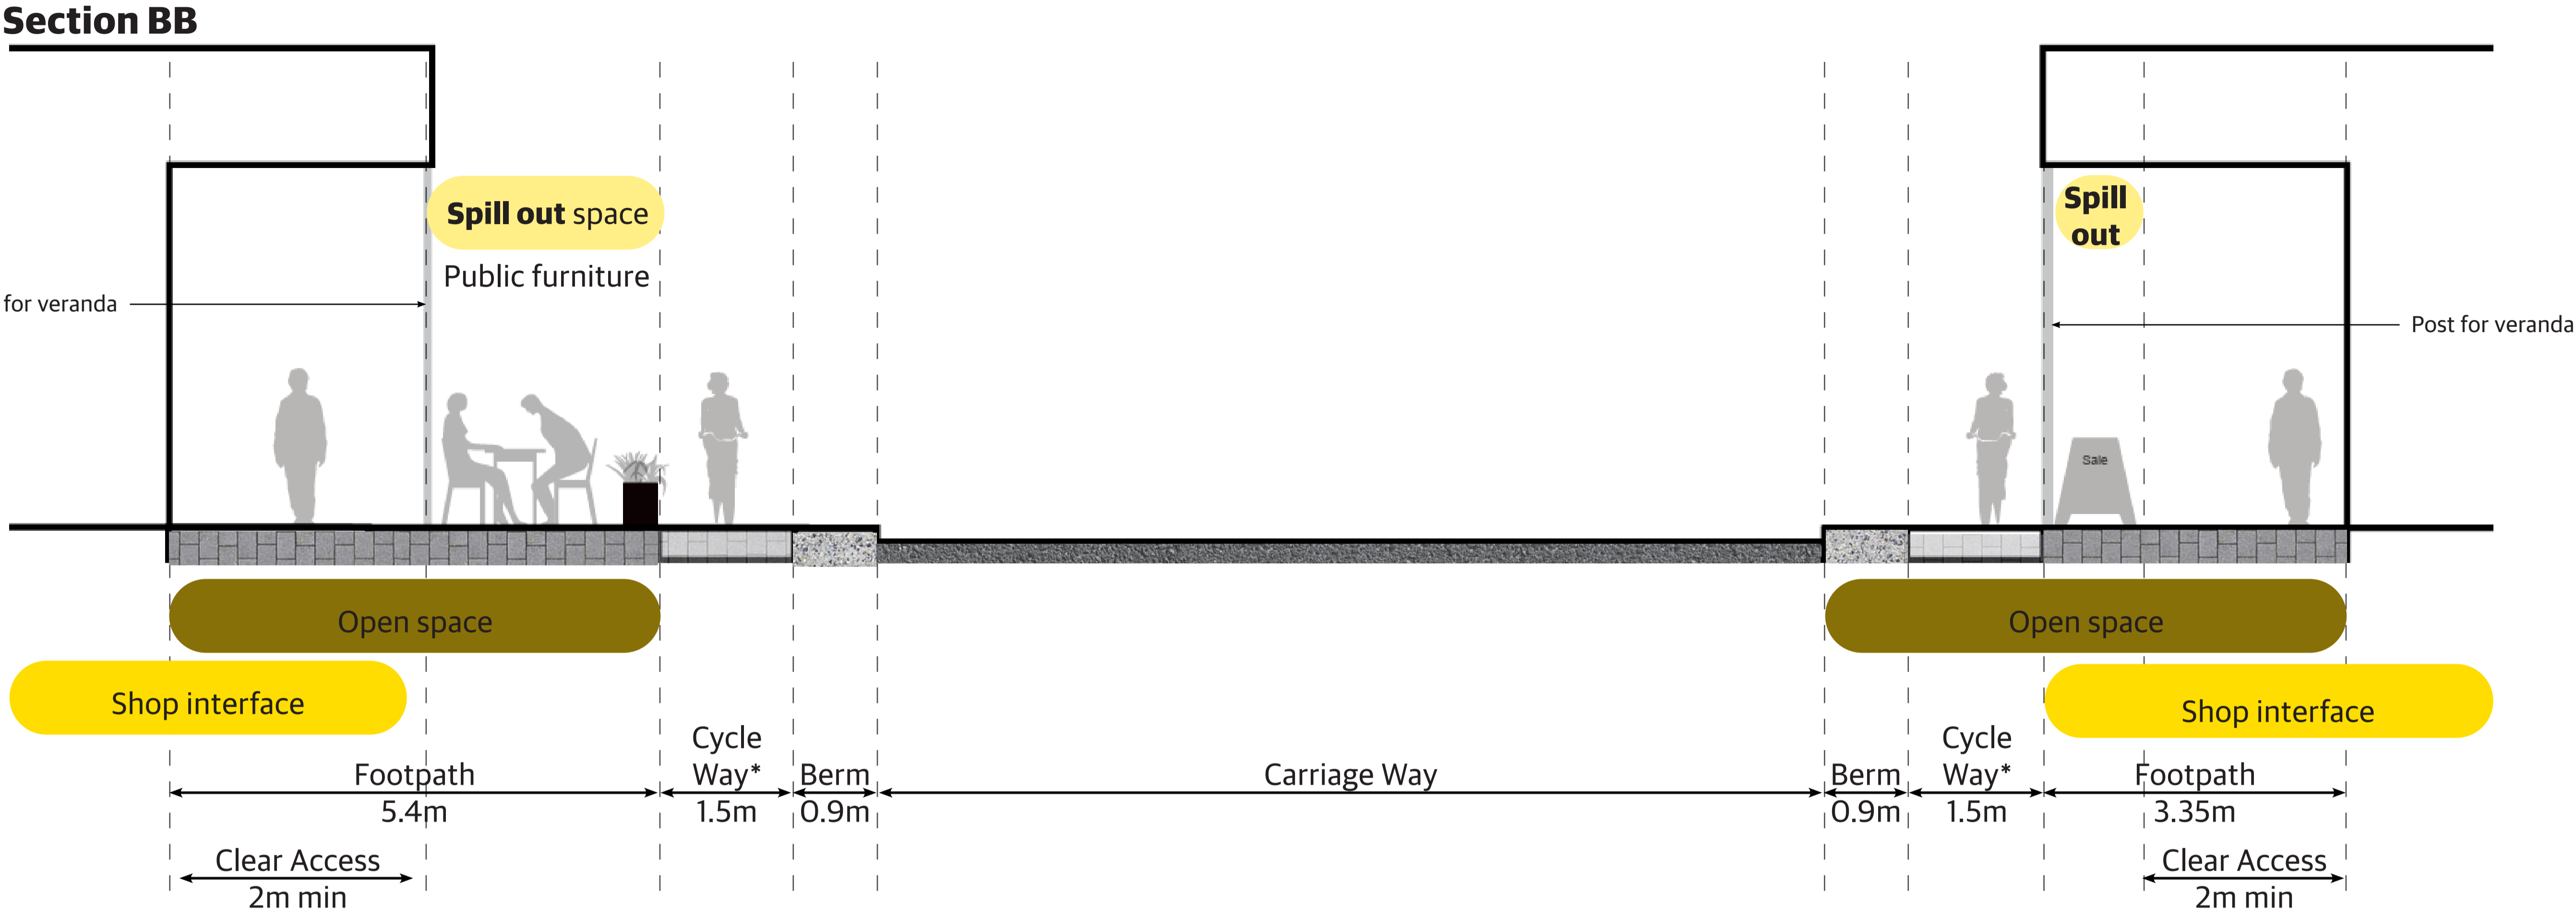 Section BB
Spill out space
Public furniture
for veranda
Spill
out
Post for veranda
Sale
Open space
Open space
Shop interface
Shop interface
Footpath
5.4m
Cycle
Way*
1.5m
Berm
0.9m
Carriage Way
Berm
0.9m
Cycle
Way*
1.5m
Footpath
3.35m
Clear Access
2m min
Clear Access
2m min